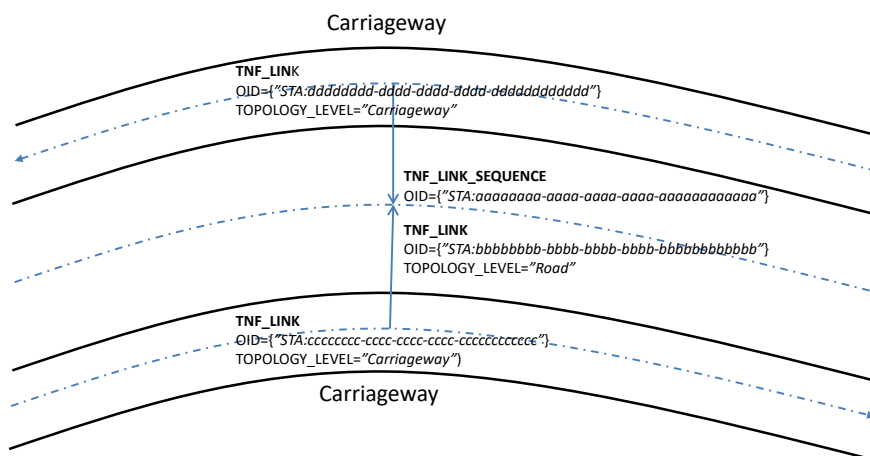 Carriageway
TNF_LINK
OID={"STA:dddddddd-dddd-dddd-dddd-dddddddddddd"}
TOPOLOGY_LEVEL="Carriageway"
TNF_LINK_SEQUENCE
OID={"STA:aaaaaaaa-aaaa-aaaa-aaaa-aaaaaaaaaaaa"}
TNF_LINK
OID={"STA:bbbbbbbb-bbbb-bbbb-bbbb-bbbbbbbbbbbb"}
TOPOLOGY_LEVEL="Road"
TNF_LINK
OID={"STA:cccccccc-cccc-cccc-cccc-cccccccccccc"}
TOPOLOGY_LEVEL="Carriageway")
Carriageway